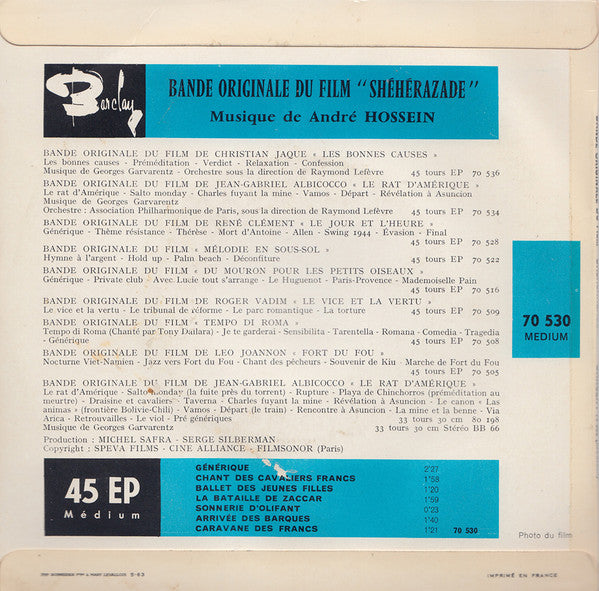 Barclay
BANDE ORIGINALE DU FILM "SHÉHÉRAZADE"
Musique de André HOSSEIN
BANDE ORIGINALE DU FILM DE CHRISTIAN JAQUE « LES BONNES CAUSES »
Les bonnes causes - Préméditation - Verdict - Relaxation - Confession
Musique de Georges Garvarentz - Orchestre sous la direction de Raymond Lefèvre 45 tours EP 70 536
BANDE ORIGINALE DU FILM DE JEAN-GABRIEL ALBICOCCO « LE RAT D'AMÉRIQUE »
Le rat d'Amérique - Salto monday - Charles fuyant la mine - Vamos - Départ - Révélation à Asuncion
Musique de Georges Garvarentz
Orchestre : Association Philharmonique de Paris, sous la direction de Raymond Lefèvre 45 tours EP 70 534
BANDE ORIGINALE DU FILM DE RENÉ CLÉMENT « LE JOUR ET L'HEURE »
Générique - Thème résistance - Thérèse - Mort d'Antoine - Allen - Swing 1944 - Évasion - Final
45 tours EP 70 528
BANDE ORIGINALE DU FILM « MÉLODIE EN SOUS-SOL »
Hymne à l'argent - Hold up - Palm beach - Déconfiture 45 tours EP 70 522
BANDE ORIGINALE DU FILM « DU MOURON POUR LES PETITS OISEAUX »
Générique - Private club - Avec Lucie tout s'arrange - Le Huguenot - Paris-Provence - Mademoiselle Pain
45 tours EP 70 516
BANDE ORIGINALE DU FILM DE ROGER VADIM « LE VICE ET LA VERTU »
Le vice et la vertu - Le tribunal de réforme - Le parc romantique - La torture 45 tours EP 70 509
BANDE ORIGINALE DU FILM « TEMPO DI ROMA »
Tempo di Roma (Chanté par Tony Dallara) - Je te garderai - Sensibilita - Tarentella - Romana - Comedia - Tragedia
- Générique 45 tours EP 70 508
BANDE ORIGINALE DU FILM DE LEO JOANNON « FORT DU FOU »
Nocturne Viet-Namien - Jazz vers Fort du Fou - Chant des pécheurs - Souvenir de Kiu - Marche de Fort du Fou
45 tours EP 70 505
BANDE ORIGINALE DU FILM DE JEAN-GABRIEL ALBICOCCO « LE RAT D'AMÉRIQUE »
Le rat d'Amérique - Salto monday (la fuite près du torrent) - Rupture - Playa de Chinchorros (préméditation au
meurtre) - Draisine et cavaliers - Taverna - Charles fuyant la mine - Révélation à Asuncion - Le canon « Las
animas » (frontière Bolivie-Chili) - Vamos - Départ (le train) - Rencontre à Asuncion - La mine et la benne - Via
Arica - Retrouvailles - Le viol - Pré génériques 33 tours 30 cm 80 198
Musique de Georges Garvarentz 33 tours 30 cm Stéréo BB 66
Production : MICHEL SAFRA - SERGE SILBERMAN
Copyright : SPEVA FILMS - CINE ALLIANCE - FILMSONOR (Paris)
70 530
MEDIUM
45 EP
Médium
GÉNÉRIQUE 2'27
CHANT DES CAVALIERS FRANCS 1'58
BALLET DES JEUNES FILLES 1'20
LA BATAILLE DE ZACCAR 1'59
SONNERIE D'OLIFANT 0'23
ARRIVÉE DES BARQUES 1'40
CARAVANE DES FRANCS 1'21 70 530
Photo du film
5-63
IMPRIMÉ EN FRANCE